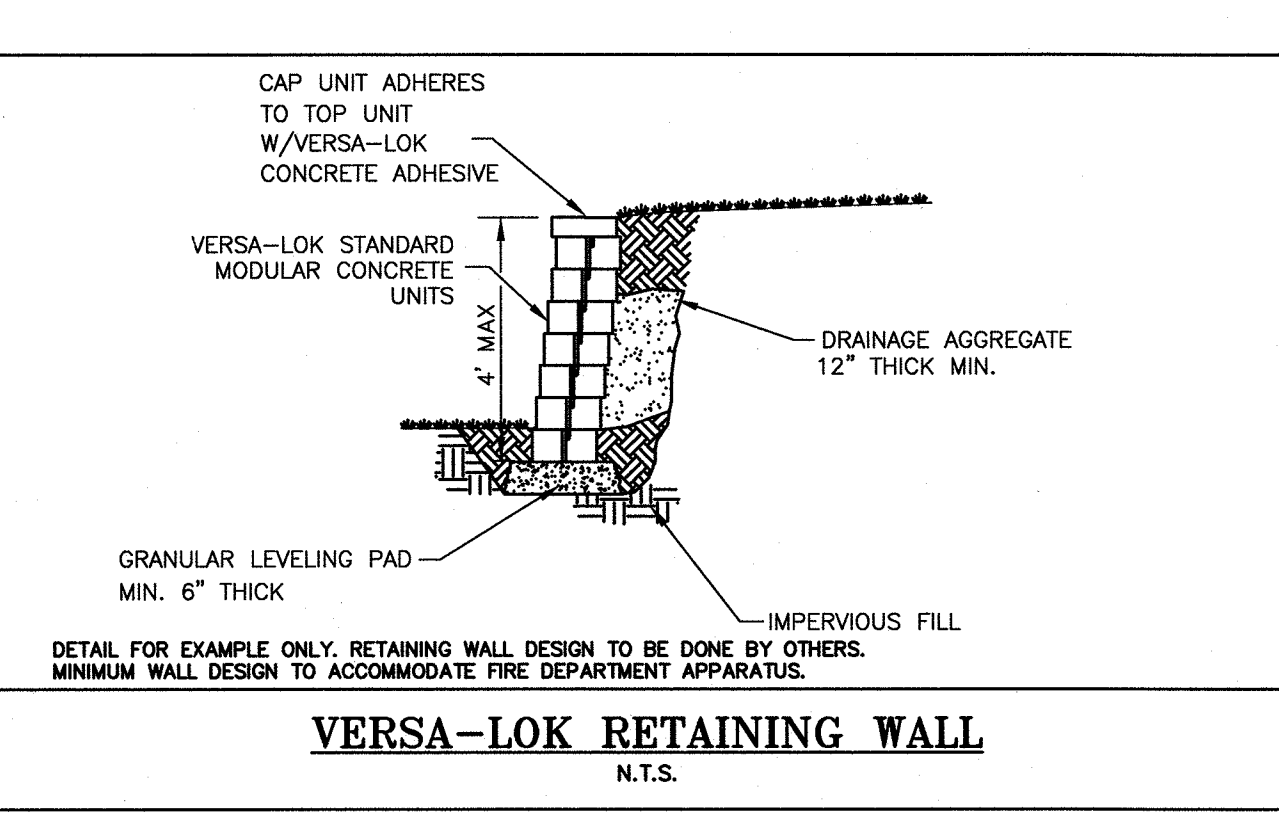 CAP UNIT ADHERES
TO TOP UNIT
W/VERSA-LOK
CONCRETE ADHESIVE
VERSA-LOK STANDARD
MODULAR CONCRETE
UNITS
4' MAX
DRAINAGE AGGREGATE
12" THICK MIN.
GRANULAR LEVELING PAD
MIN. 6" THICK
IMPERVIOUS FILL
DETAIL FOR EXAMPLE ONLY. RETAINING WALL DESIGN TO BE DONE BY OTHERS.
MINIMUM WALL DESIGN TO ACCOMMODATE FIRE DEPARTMENT APPARATUS.
VERSA-LOK RETAINING WALL
N.T.S.